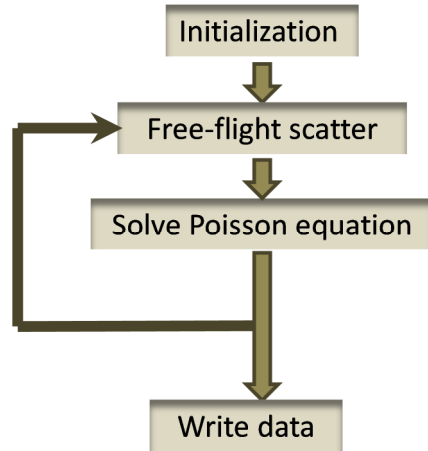 Initialization
Free-flight scatter
Solve Poisson equation
Write data